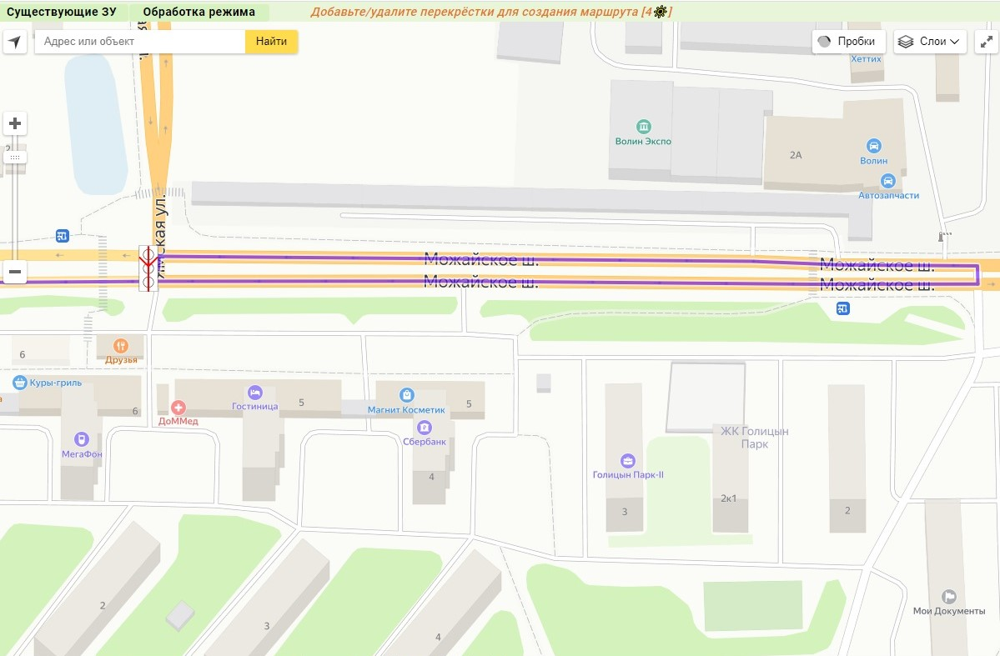 Существующие ЗУ
Обработка режима
Добавьте/удалите перекрёстки для создания маршрута [4]
Адрес или объект
Найти
Пробки
Слои
Хеттих
Волин Экспо
2А
Волин
Автозапчасти
2
ская ул.
Можайское ш.
Можайское ш.
Можайское ш.
Можайское ш.
6
Друзья
Куры-гриль
6
ДоМмед
Гостиница
5
Магнит Косметик
5
Сбербанк
МегаФон
4
ЖК Голицын
Парк
Голицын Парк-II
3
2к1
2
2
3
4
Мои Документы